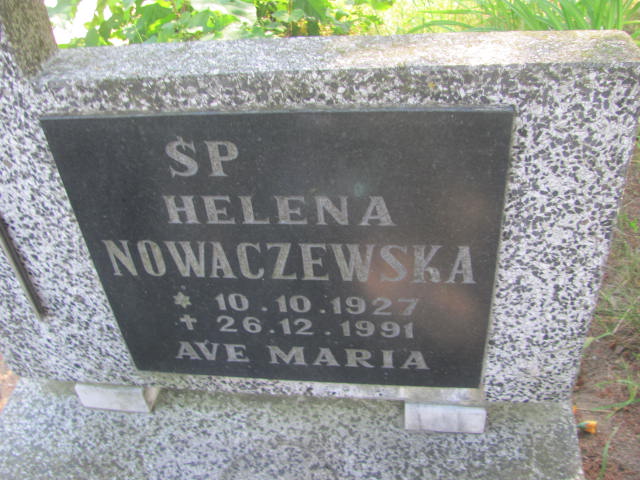 ŚP
HELENA
NOWACZEWSKA
* 10.10.1927
✝ 26.12.1991
AVE MARIA